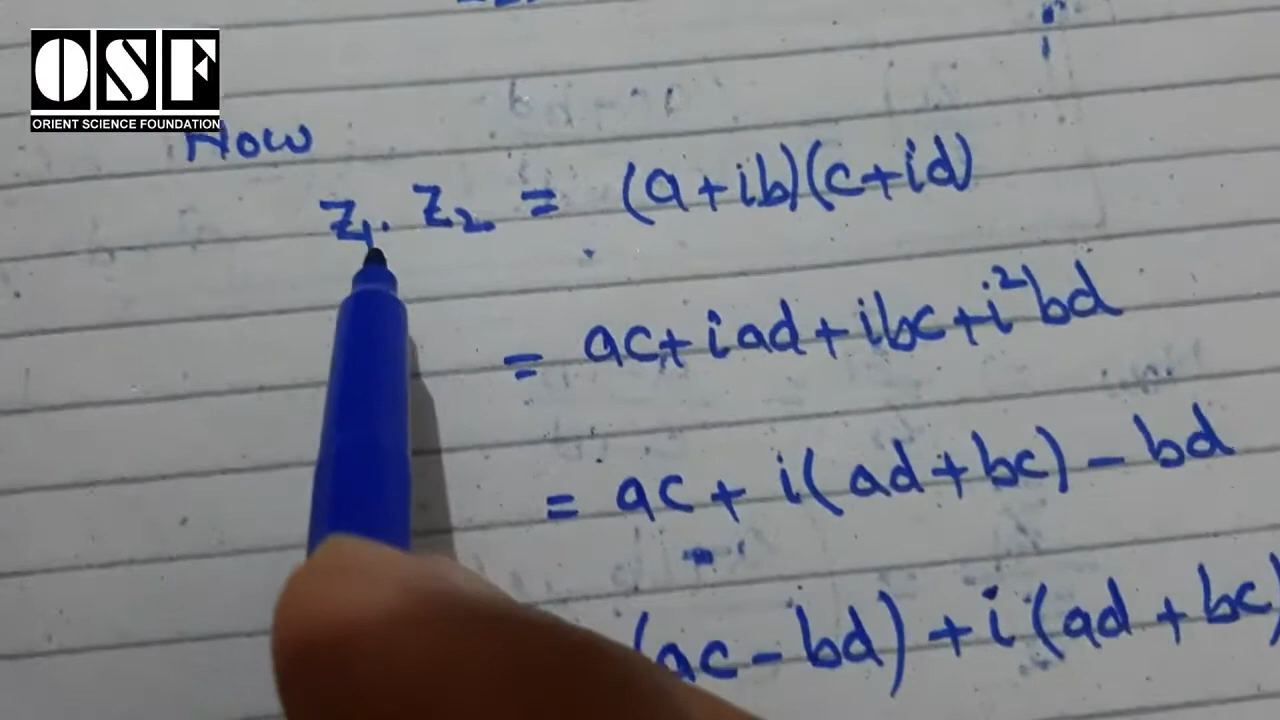 OSF
ORIENT SCIENCE FOUNDATION
Now
z₁. z₂ = (a+ib)(c+id)
= ac+iad+ibc+i²bd
= ac + i(ad+bc) - bd
(ac-bd) + i(ad+bc)